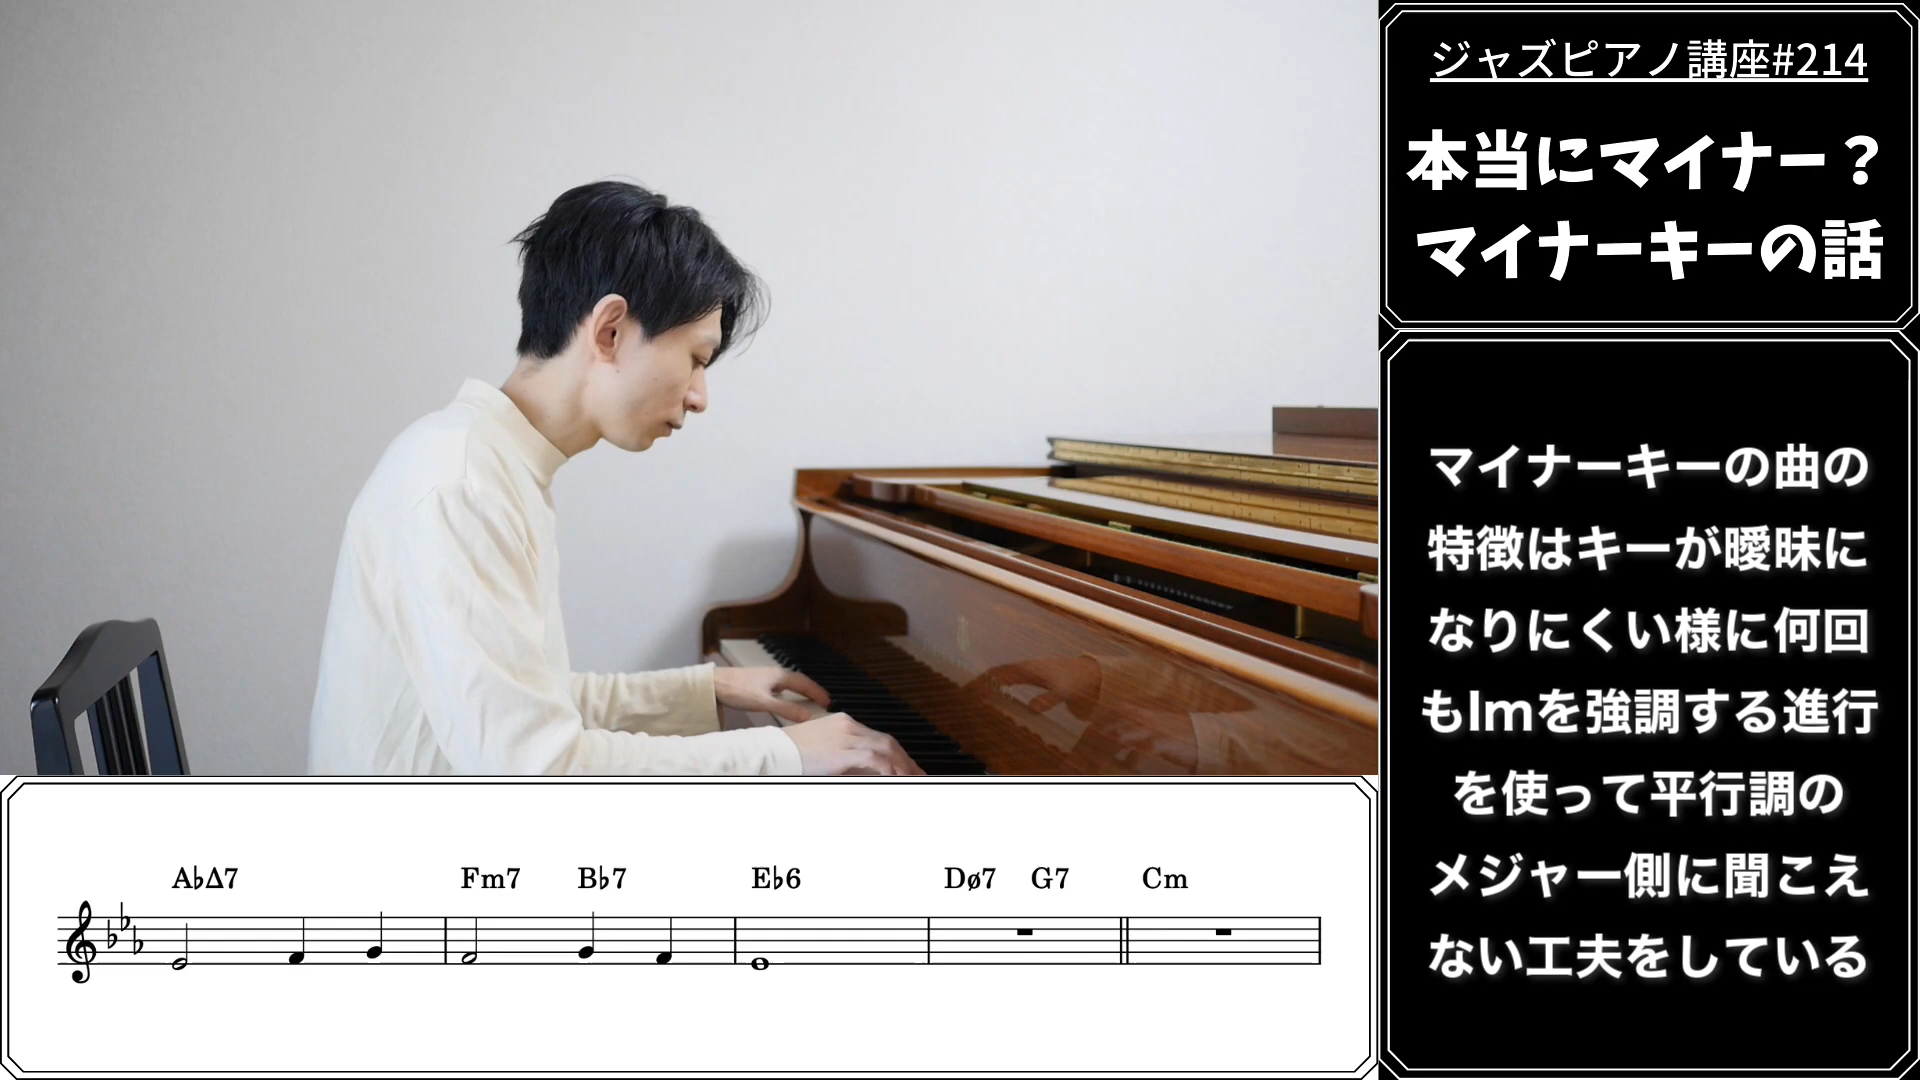 ジャズピアノ講座#214
本当にマイナー？
マイナーキーの話
マイナーキーの曲の
特徴はキーが曖昧に
なりにくい様に何回
もImを強調する進行
を使って平行調の
メジャー側に聞こえ
ない工夫をしている
A♭Δ7 Fm7 B♭7 E♭6 Dø7 G7 Cm